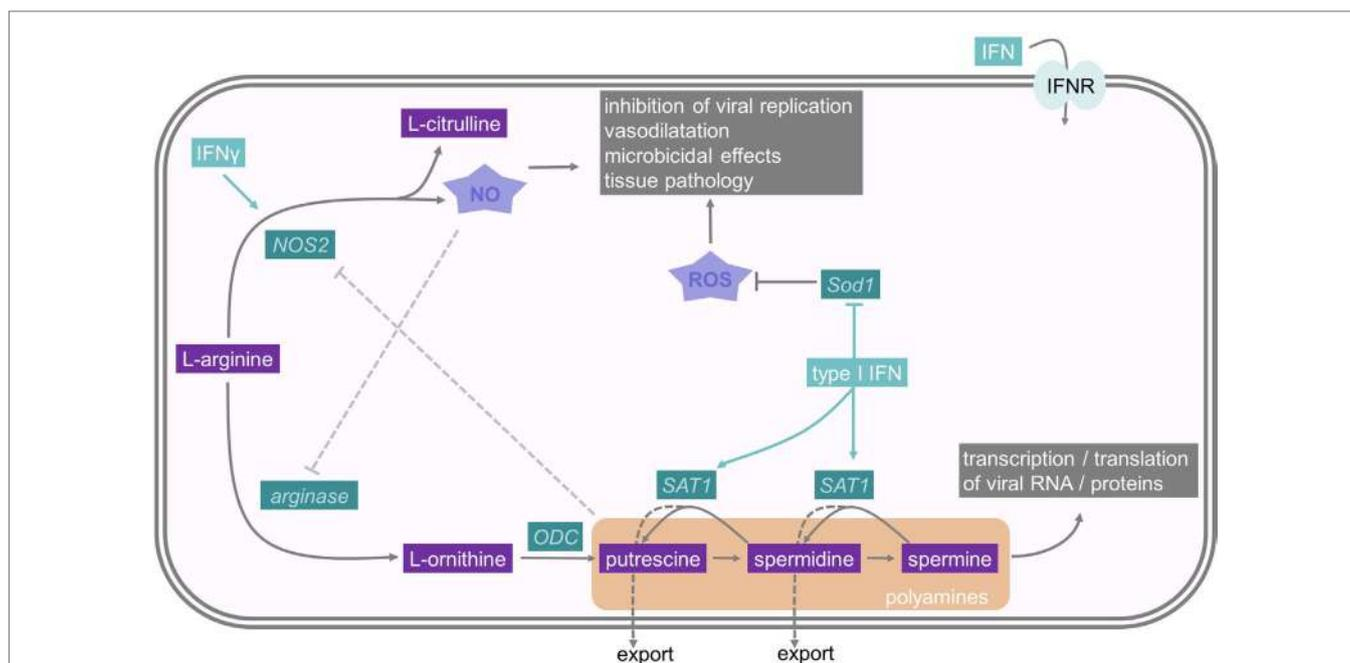 IFN
IFNR
L-citrulline
inhibition of viral replication
vasodilatation
microbicidal effects
tissue pathology
IFNγ
NO
NOS2
ROS
Sod1
L-arginine
type I IFN
transcription / translation
of viral RNA / proteins
arginase
SAT1
SAT1
ODC
L-ornithine
putrescine
spermidine
spermine
polyamines
export
export